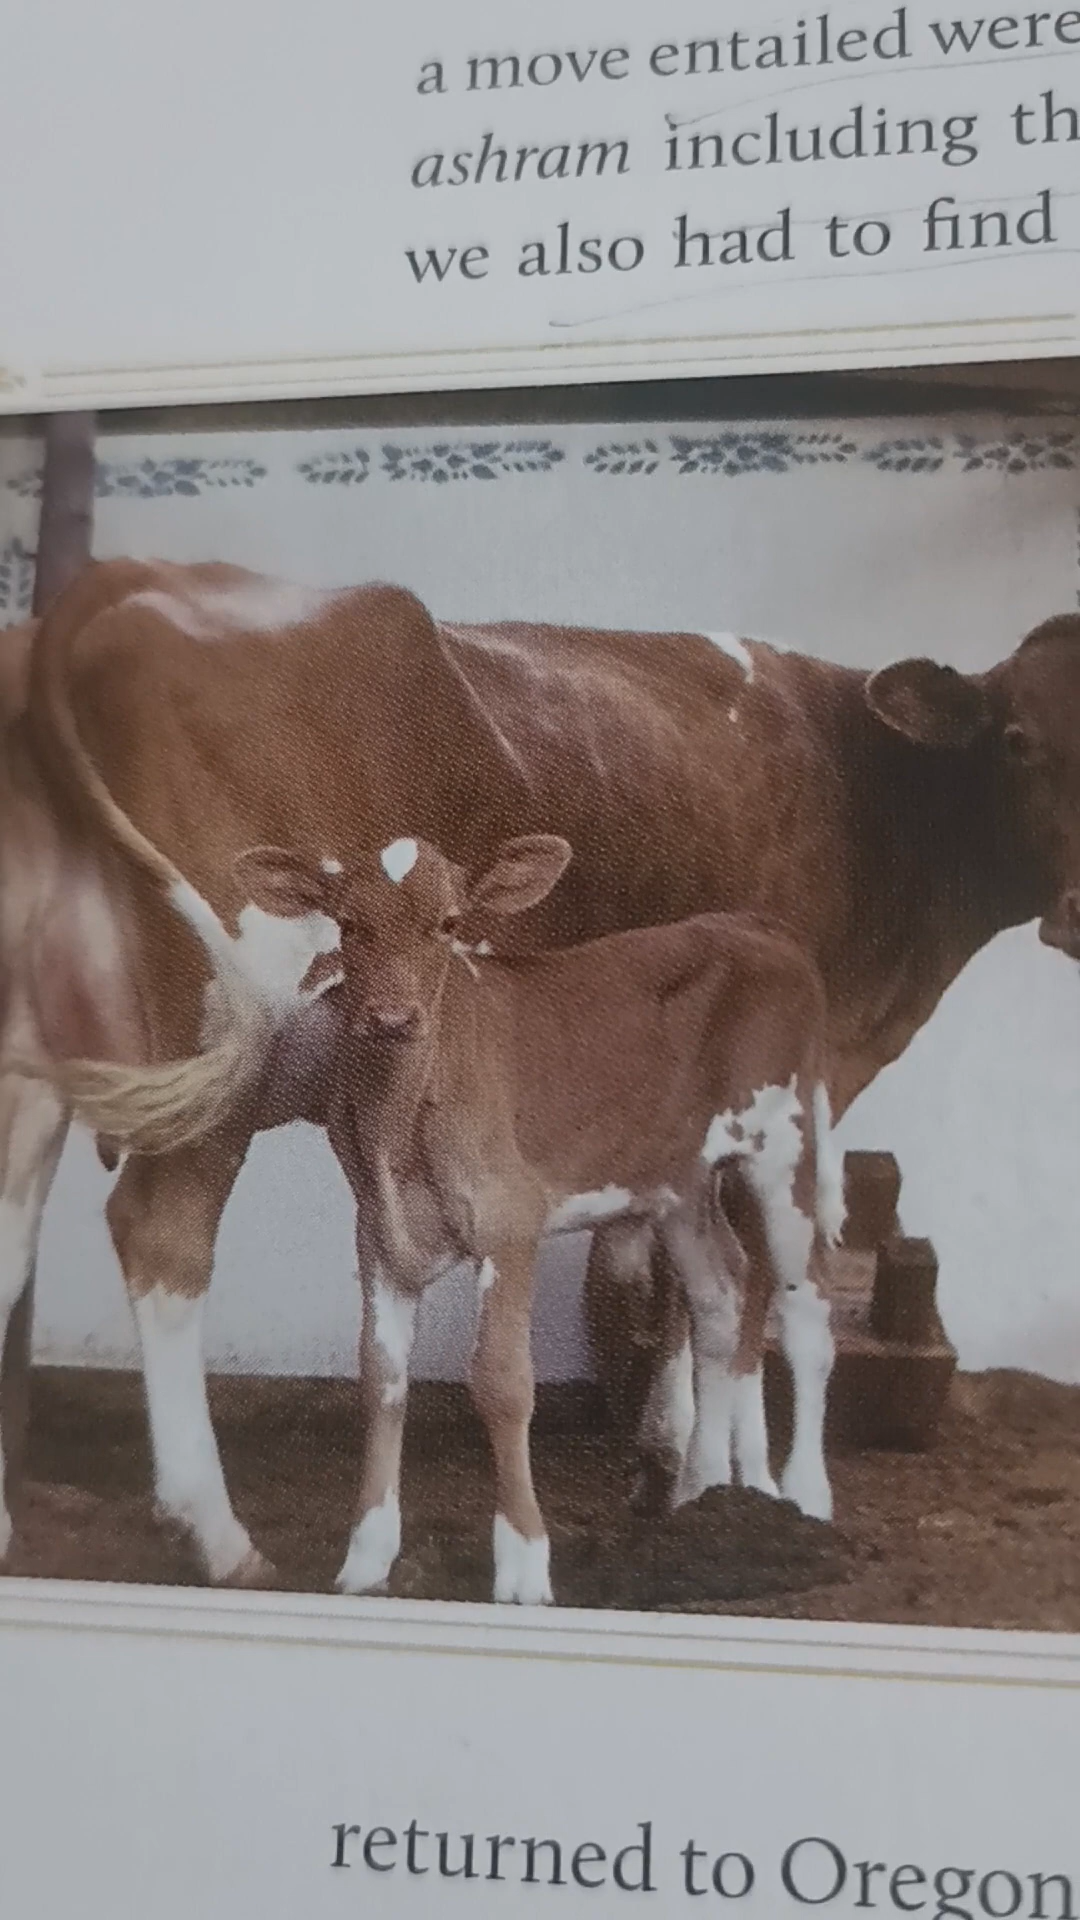 a move entailed were
ashram including th
we also had to find
returned to Oregon